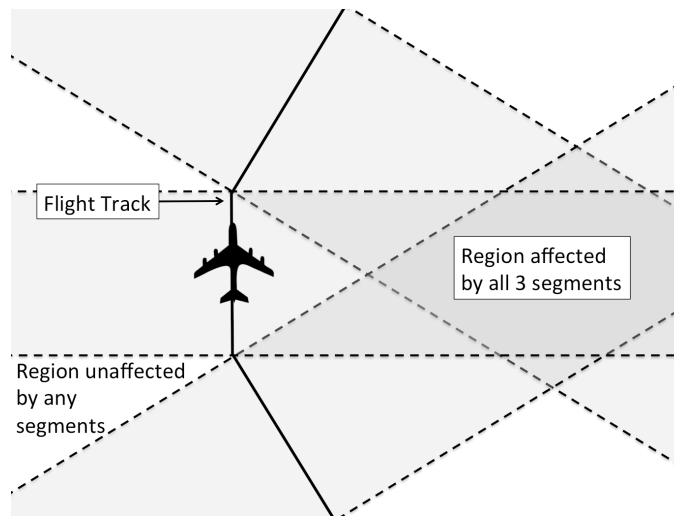 Flight Track
Region affected
by all 3 segments
Region unaffected
by any
segments